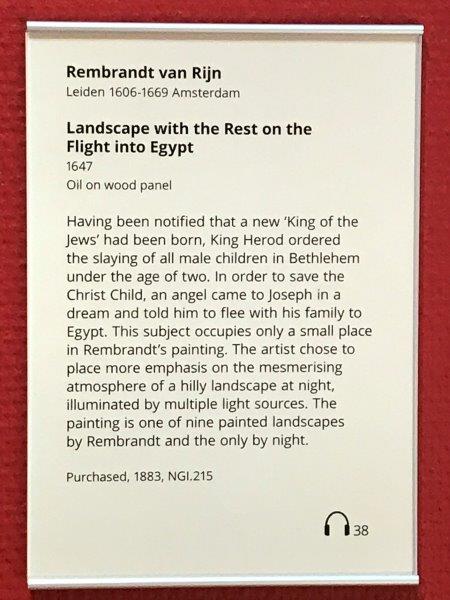 Rembrandt van Rijn
Leiden 1606-1669 Amsterdam
Landscape with the Rest on the
Flight into Egypt
1647
Oil on wood panel
Having been notified that a new ‘King of the
Jews’ had been born, King Herod ordered
the slaying of all male children in Bethlehem
under the age of two. In order to save the
Christ Child, an angel came to Joseph in a
dream and told him to flee with his family to
Egypt. This subject occupies only a small place
in Rembrandt’s painting. The artist chose to
place more emphasis on the mesmerising
atmosphere of a hilly landscape at night,
illuminated by multiple light sources. The
painting is one of nine painted landscapes
by Rembrandt and the only by night.
Purchased, 1883, NGI.215
38